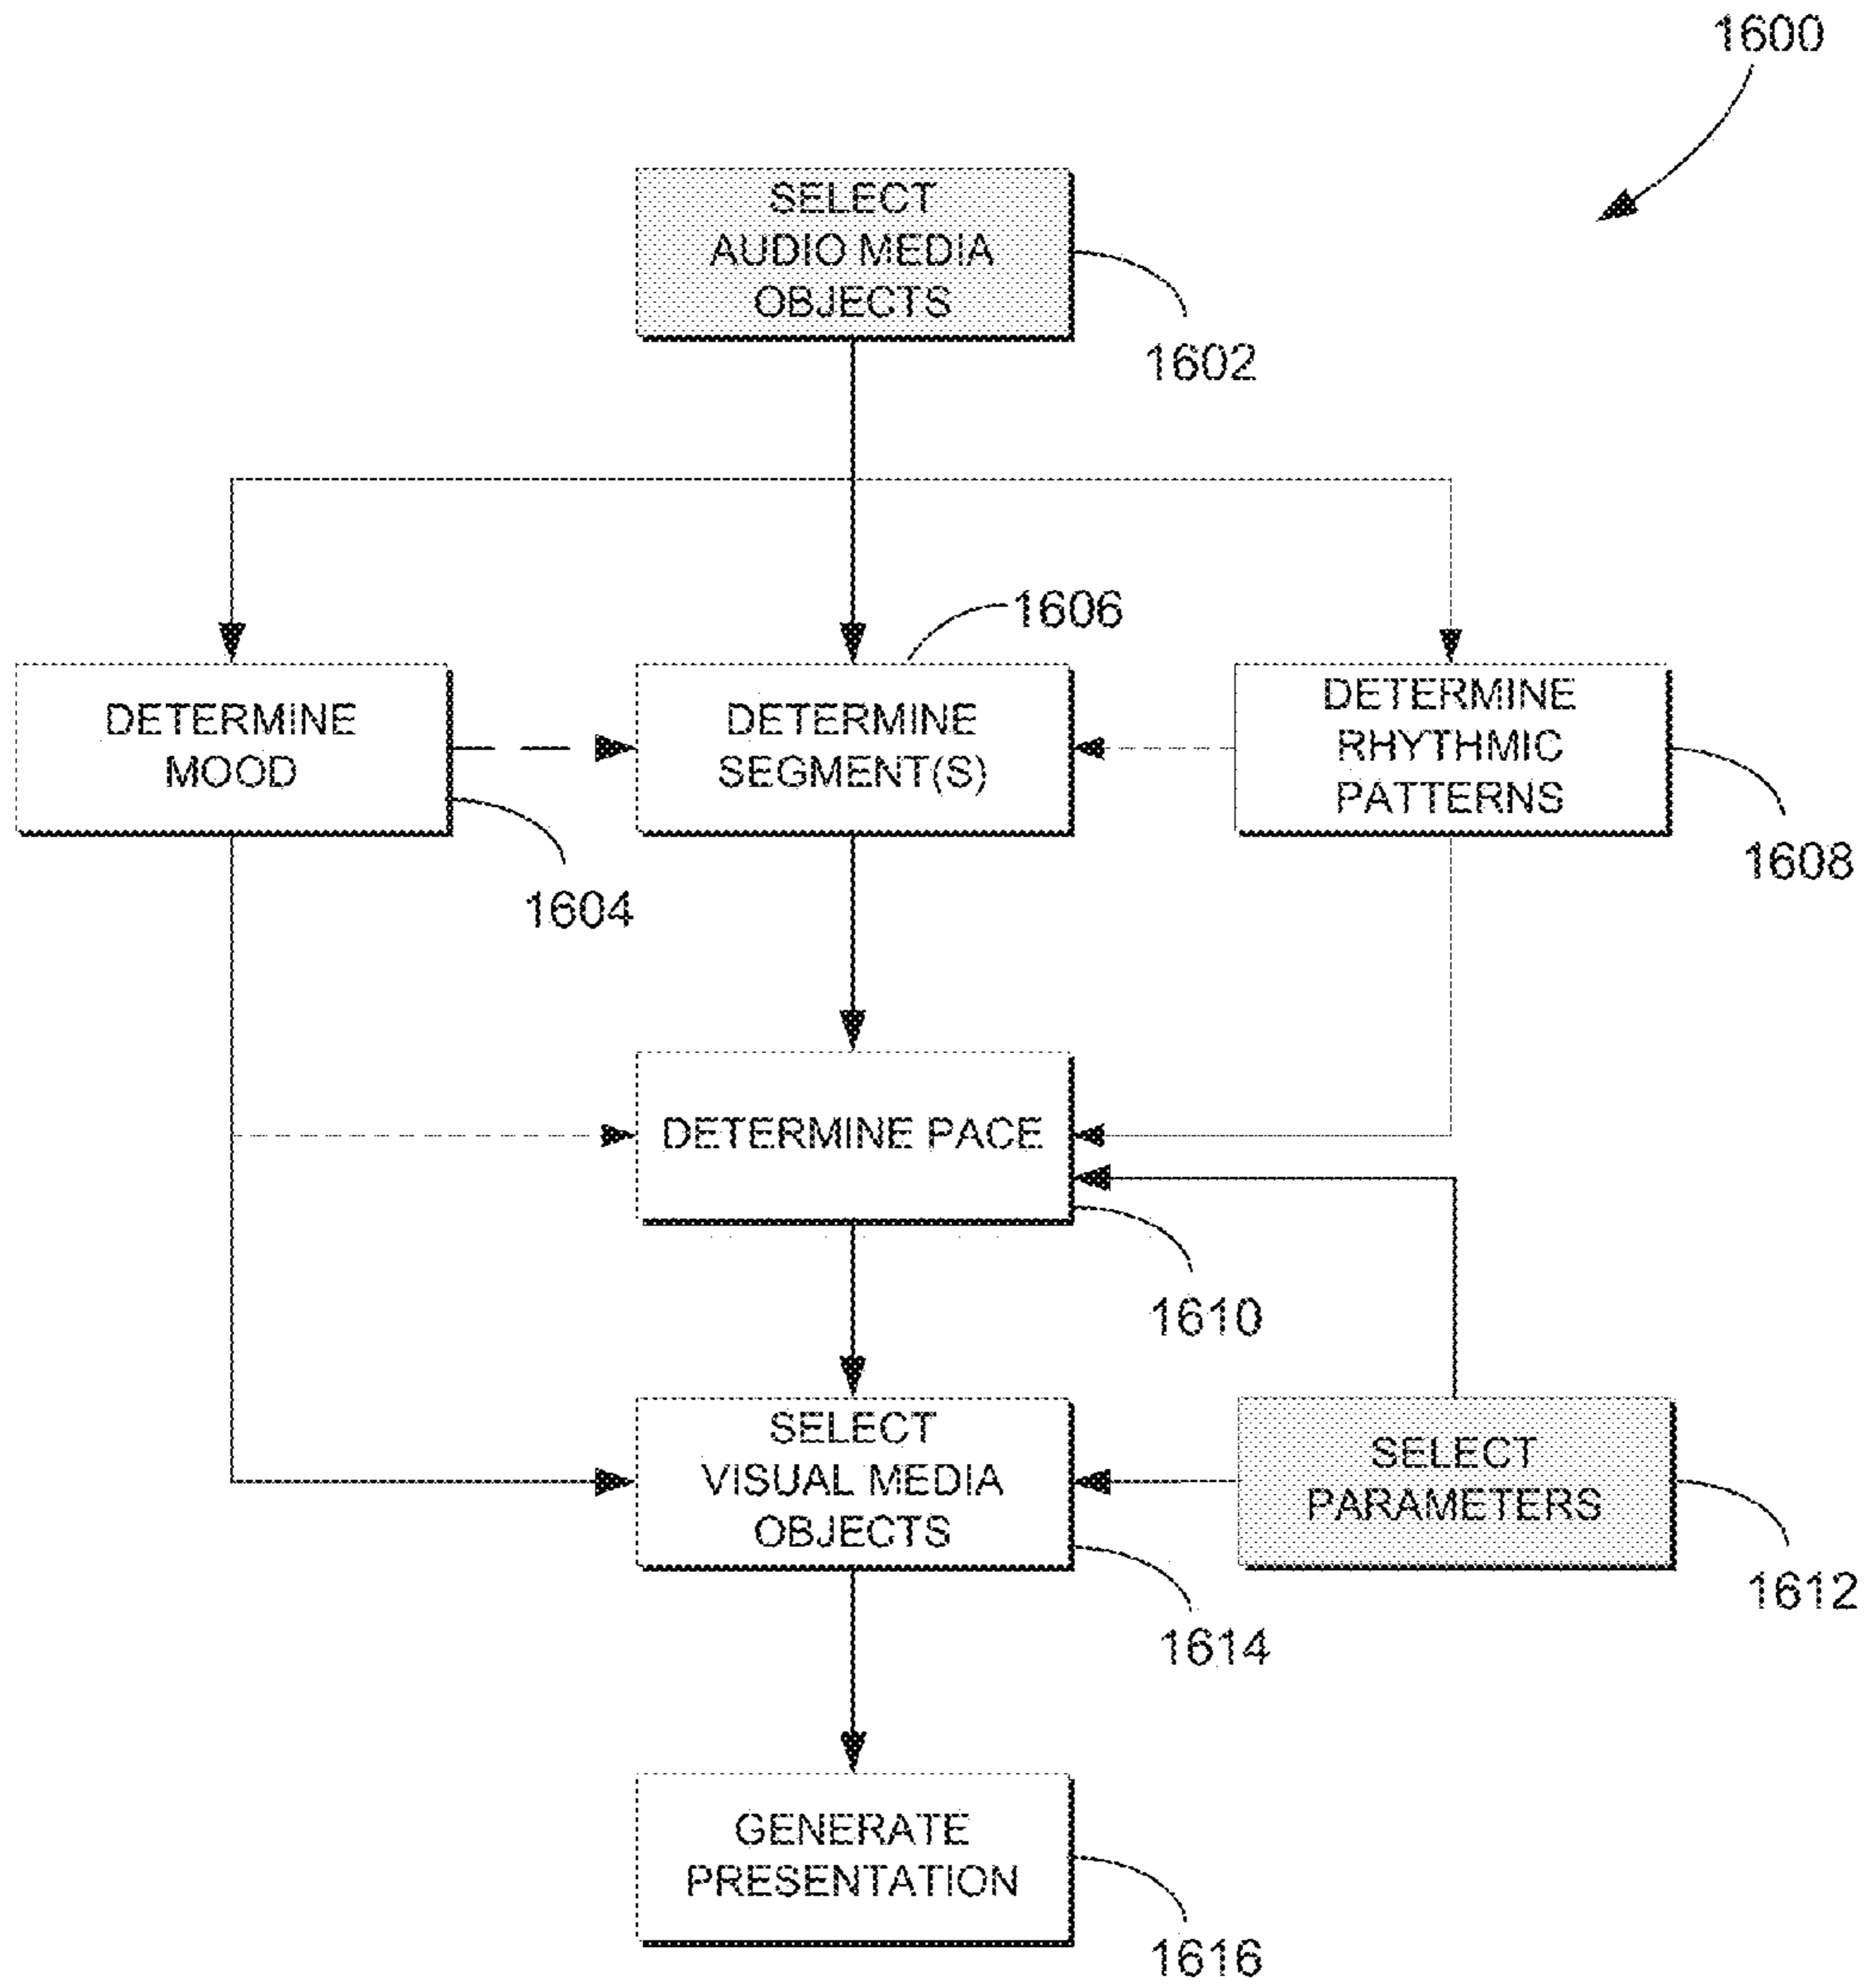 1600
SELECT
AUDIO MEDIA
OBJECTS
1602
1606
DETERMINE
MOOD
DETERMINE
SEGMENT(S)
DETERMINE
RHYTHMIC
PATTERNS
1604
1608
DETERMINE PACE
1610
SELECT
VISUAL MEDIA
OBJECTS
SELECT
PARAMETERS
1612
1614
GENERATE
PRESENTATION
1616